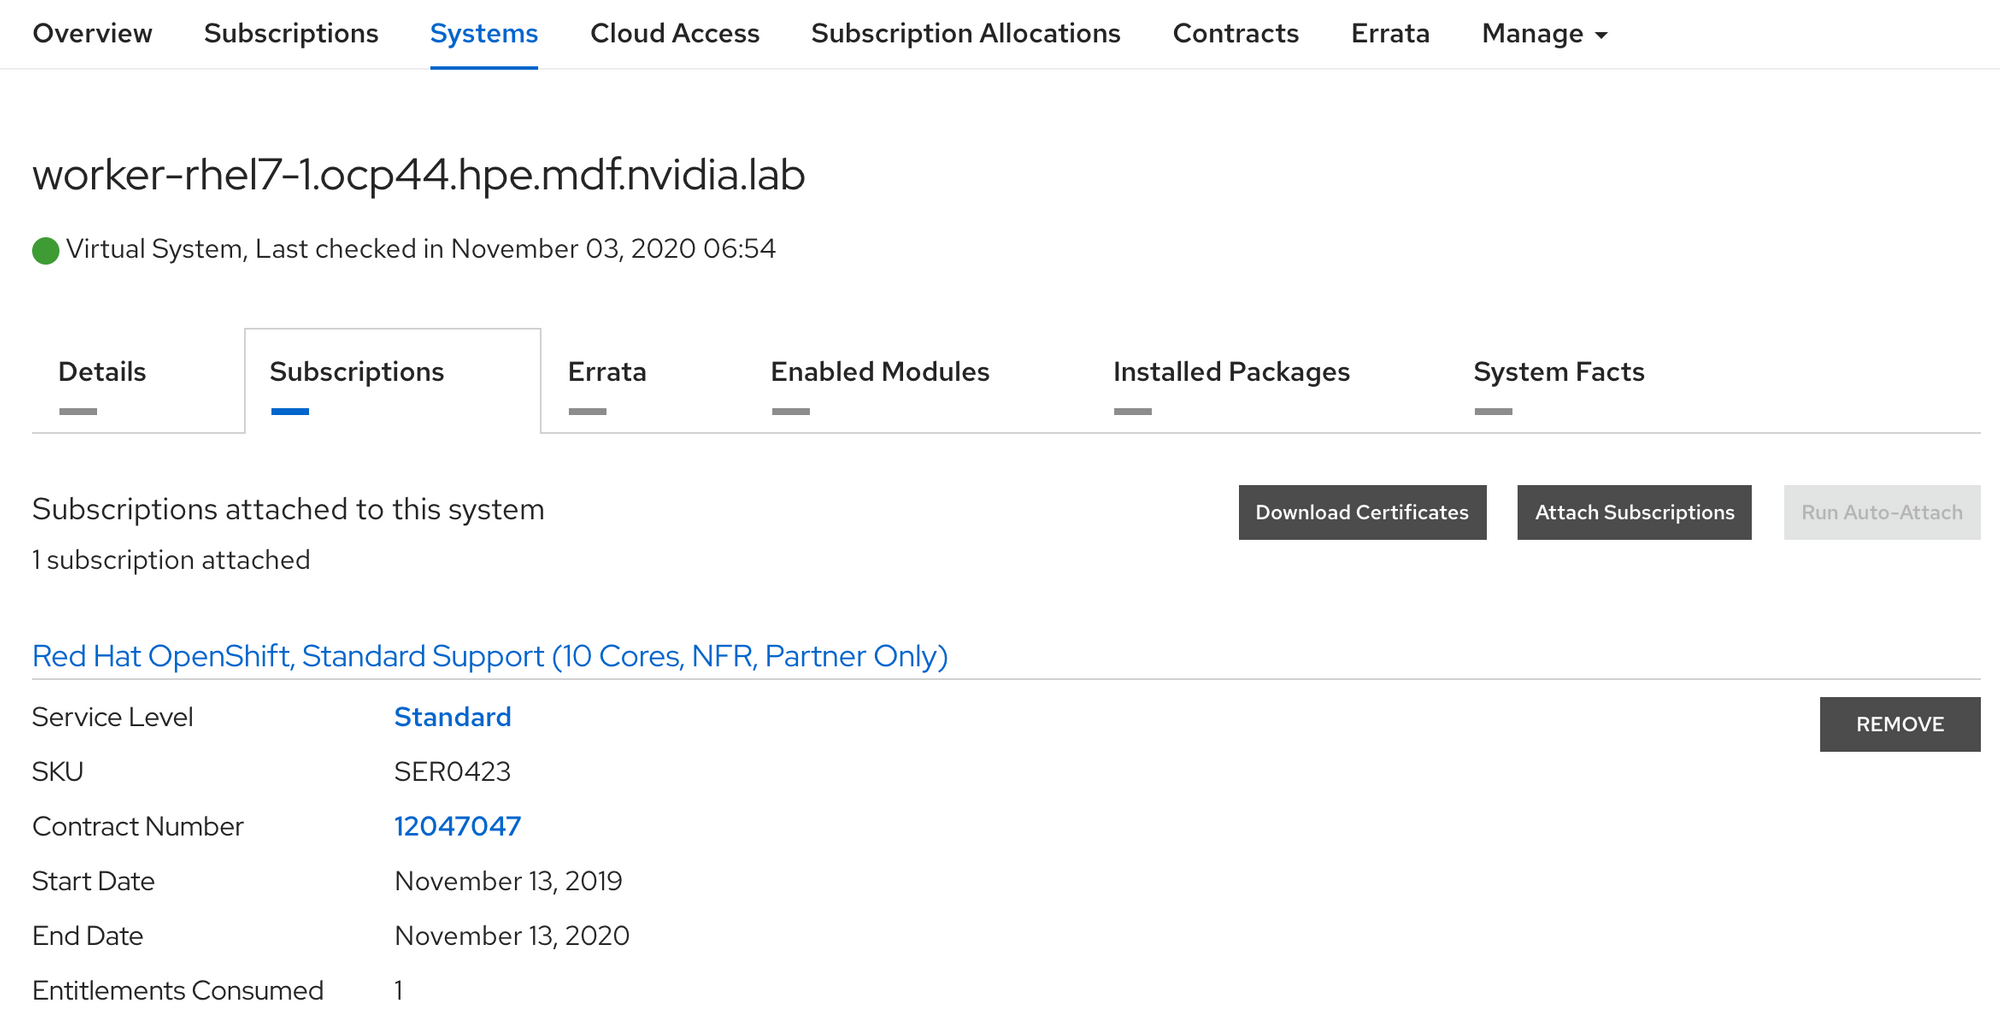 Overview Subscriptions Systems Cloud Access Subscription Allocations Contracts Errata Manage
worker-rhel7-1.ocp44.hpe.mdf.nvidia.lab
Virtual System, Last checked in November 03, 2020 06:54
Details Subscriptions Errata Enabled Modules Installed Packages System Facts
Subscriptions attached to this system
Download Certificates Attach Subscriptions Run Auto-Attach
1 subscription attached
Red Hat OpenShift, Standard Support (10 Cores, NFR, Partner Only)
Service Level Standard
REMOVE
SKU SER0423
Contract Number 12047047
Start Date November 13, 2019
End Date November 13, 2020
Entitlements Consumed 1